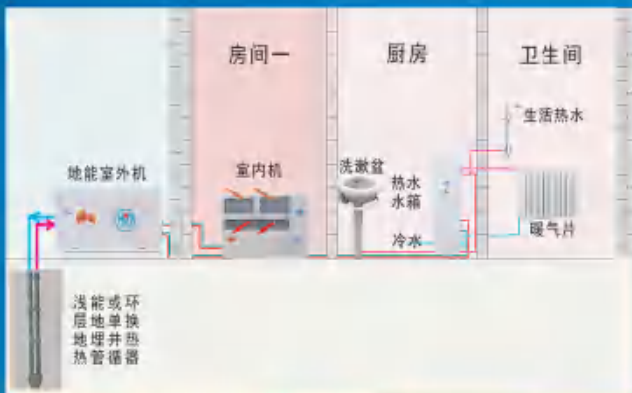 房间一
厨房
卫生间
生活热水
地能室外机
室内机
洗漱盆
热水
水箱
暖气片
冷水
浅能或环
层地单换
地埋井热
热管循器